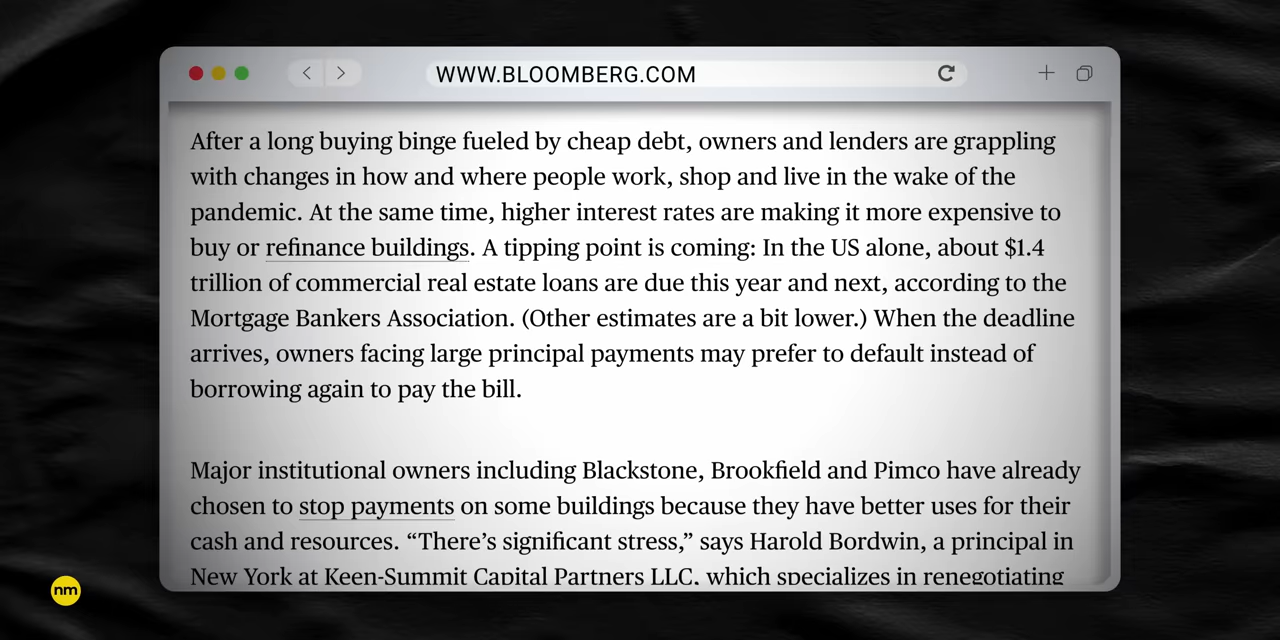 WWW.BLOOMBERG.COM
After a long buying binge fueled by cheap debt, owners and lenders are grappling
with changes in how and where people work, shop and live in the wake of the
pandemic. At the same time, higher interest rates are making it more expensive to
buy or refinance buildings. A tipping point is coming: In the US alone, about $1.4
trillion of commercial real estate loans are due this year and next, according to the
Mortgage Bankers Association. (Other estimates are a bit lower.) When the deadline
arrives, owners facing large principal payments may prefer to default instead of
borrowing again to pay the bill.
Major institutional owners including Blackstone, Brookfield and Pimco have already
chosen to stop payments on some buildings because they have better uses for their
cash and resources. “There’s significant stress,” says Harold Bordwin, a principal in
New York at Keen-Summit Capital Partners LLC, which specializes in renegotiating
nm